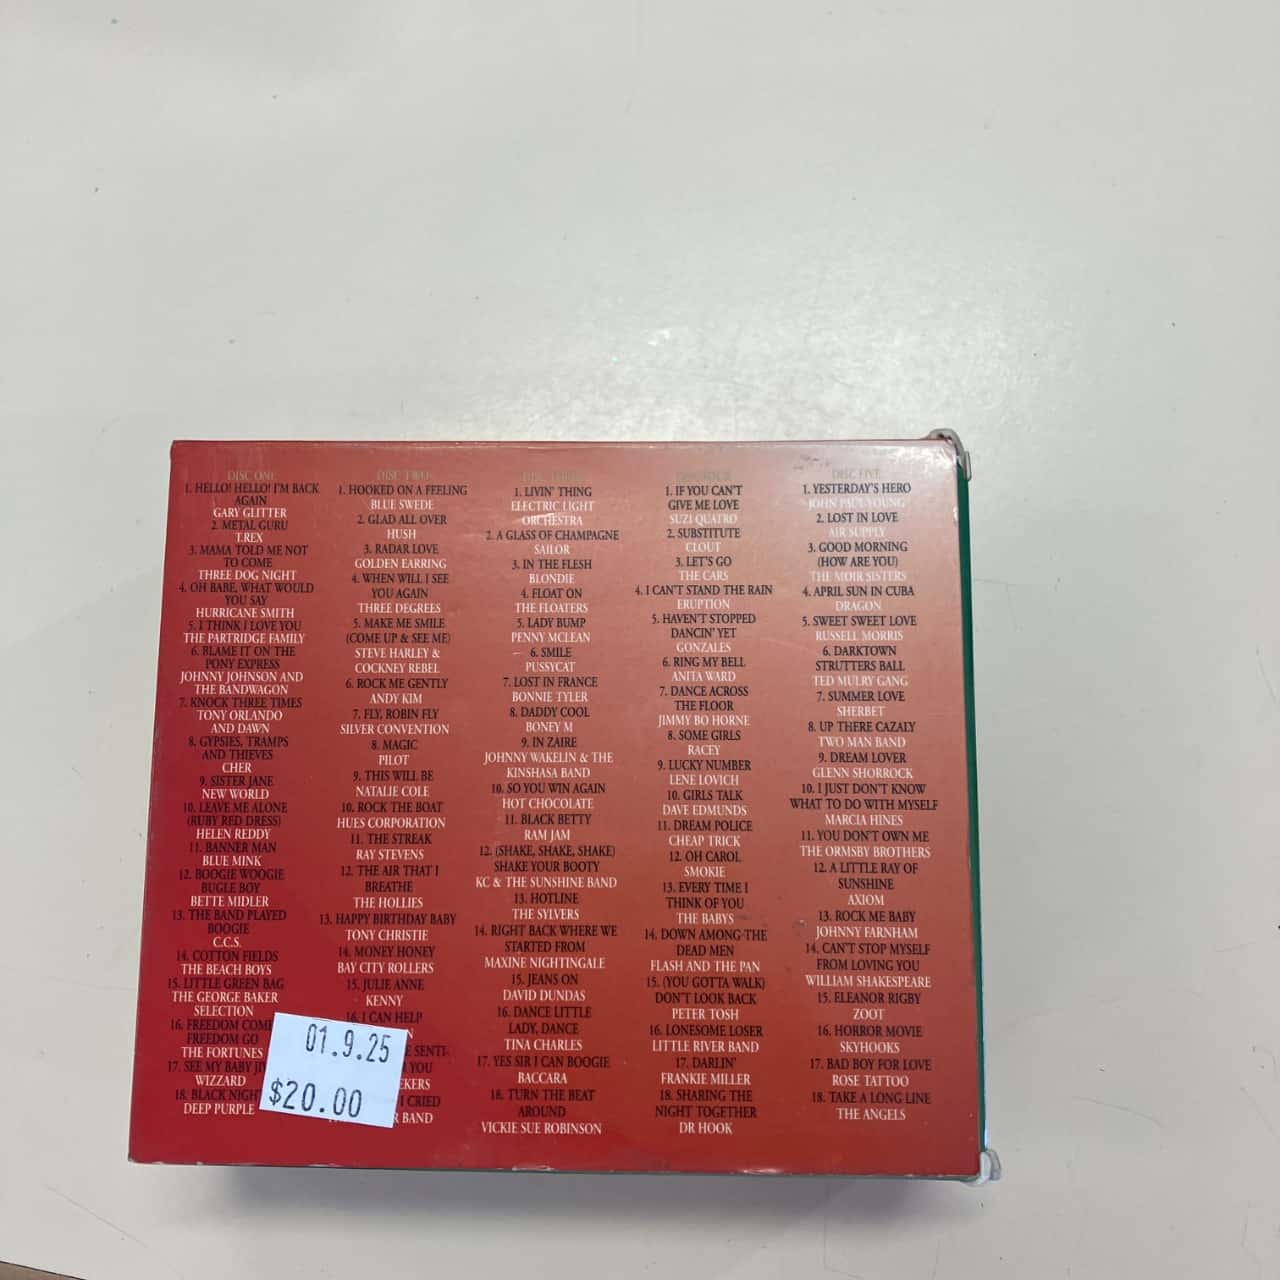 DISC ONE
1. HELLO! HELLO! I'M BACK
AGAIN
GARY GLITTER
2. METAL GURU
T.REX
3. MAMA TOLD ME NOT
TO COME
THREE DOG NIGHT
4. OH BABE, WHAT WOULD
YOU SAY
HURRICANE SMITH
5. I THINK I LOVE YOU
THE PARTRIDGE FAMILY
6. BLAME IT ON THE
PONY EXPRESS
JOHNNY JOHNSON AND
THE BANDWAGON
7. KNOCK THREE TIMES
TONY ORLANDO
AND DAWN
8. GYPSIES, TRAMPS
AND THIEVES
CHER
9. SISTER JANE
NEW WORLD
10. LEAVE ME ALONE
(RUBY RED DRESS)
HELEN REDDY
11. BANNER MAN
BLUE MINK
12. BOOGIE WOOGIE
BUGLE BOY
BETTE MIDLER
13. THE BAND PLAYED
BOOGIE
C.C.S.
14. COTTON FIELDS
THE BEACH BOYS
15. LITTLE GREEN BAG
THE GEORGE BAKER
SELECTION
16. FREEDOM COM
FREEDOM GO
THE FORTUNES
17. SEE MY BABY JI
WIZZARD
18. BLACK NIGH
DEEP PURPLE
DISC TWO
1. HOOKED ON A FEELING
BLUE SWEDE
2. GLAD ALL OVER
HUSH
3. RADAR LOVE
GOLDEN EARRING
4. WHEN WILL I SEE
YOU AGAIN
THREE DEGREES
5. MAKE ME SMILE
(COME UP & SEE ME)
STEVE HARLEY &
COCKNEY REBEL
6. ROCK ME GENTLY
ANDY KIM
7. FLY, ROBIN FLY
SILVER CONVENTION
8. MAGIC
PILOT
9. THIS WILL BE
NATALIE COLE
10. ROCK THE BOAT
HUES CORPORATION
11. THE STREAK
RAY STEVENS
12. THE AIR THAT I
BREATHE
THE HOLLIES
13. HAPPY BIRTHDAY BABY
TONY CHRISTIE
14. MONEY HONEY
BAY CITY ROLLERS
15. JULIE ANNE
KENNY
16. I CAN HELP
N
E SENTI-
YOU
EKERS
I CRIED
R BAND
01.9.25
$20.00
DISC THREE
1. LIVIN' THING
ELECTRIC LIGHT
ORCHESTRA
2. A GLASS OF CHAMPAGNE
SAILOR
3. IN THE FLESH
BLONDIE
4. FLOAT ON
THE FLOATERS
5. LADY BUMP
PENNY MCLEAN
6. SMILE
PUSSYCAT
7. LOST IN FRANCE
BONNIE TYLER
8. DADDY COOL
BONEY M
9. IN ZAIRE
JOHNNY WAKELIN & THE
KINSHASA BAND
10. SO YOU WIN AGAIN
HOT CHOCOLATE
11. BLACK BETTY
RAM JAM
12. (SHAKE, SHAKE, SHAKE)
SHAKE YOUR BOOTY
KC & THE SUNSHINE BAND
13. HOTLINE
THE SYLVERS
14. RIGHT BACK WHERE WE
STARTED FROM
MAXINE NIGHTINGALE
15. JEANS ON
DAVID DUNDAS
16. DANCE LITTLE
LADY, DANCE
TINA CHARLES
17. YES SIR I CAN BOOGIE
BACCARA
18. TURN THE BEAT
AROUND
VICKIE SUE ROBINSON
DISC FOUR
1. IF YOU CAN'T
GIVE ME LOVE
SUZI QUATRO
2. SUBSTITUTE
CLOUT
3. LET'S GO
THE CARS
4. I CAN'T STAND THE RAIN
ERUPTION
5. HAVEN'T STOPPED
DANCIN' YET
GONZALES
6. RING MY BELL
ANITA WARD
7. DANCE ACROSS
THE FLOOR
JIMMY BO HORNE
8. SOME GIRLS
RACEY
9. LUCKY NUMBER
LENE LOVICH
10. GIRLS TALK
DAVE EDMUNDS
11. DREAM POLICE
CHEAP TRICK
12. OH CAROL
SMOKIE
13. EVERY TIME I
THINK OF YOU
THE BABYS
14. DOWN AMONG THE
DEAD MEN
FLASH AND THE PAN
15. (YOU GOTTA WALK)
DON'T LOOK BACK
PETER TOSH
16. LONESOME LOSER
LITTLE RIVER BAND
17. DARLIN'
FRANKIE MILLER
18. SHARING THE
NIGHT TOGETHER
DR HOOK
DISC FIVE
1. YESTERDAY'S HERO
JOHN PAUL YOUNG
2. LOST IN LOVE
AIR SUPPLY
3. GOOD MORNING
(HOW ARE YOU)
THE MOIR SISTERS
4. APRIL SUN IN CUBA
DRAGON
5. SWEET SWEET LOVE
RUSSELL MORRIS
6. DARKTOWN
STRUTTERS BALL
TED MULRY GANG
7. SUMMER LOVE
SHERBET
8. UP THERE CAZALY
TWO MAN BAND
9. DREAM LOVER
GLENN SHORROCK
10. I JUST DON'T KNOW
WHAT TO DO WITH MYSELF
MARCIA HINES
11. YOU DON'T OWN ME
THE ORMSBY BROTHERS
12. A LITTLE RAY OF
SUNSHINE
AXIOM
13. ROCK ME BABY
JOHNNY FARNHAM
14. CAN'T STOP MYSELF
FROM LOVING YOU
WILLIAM SHAKESPEARE
15. ELEANOR RIGBY
ZOOT
16. HORROR MOVIE
SKYHOOKS
17. BAD BOY FOR LOVE
ROSE TATTOO
18. TAKE A LONG LINE
THE ANGELS